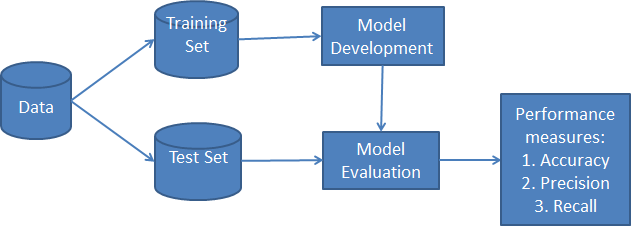 Data
Training
Set
Test Set
Model
Development
Model
Evaluation
Performance
measures:
1. Accuracy
2. Precision
3. Recall